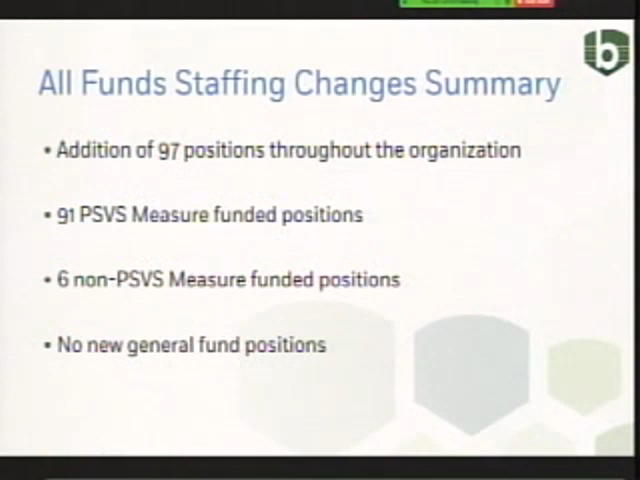 b
All Funds Staffing Changes Summary
• Addition of 97 positions throughout the organization
• 91 PSVS Measure funded positions
• 6 non-PSVS Measure funded positions
• No new general fund positions